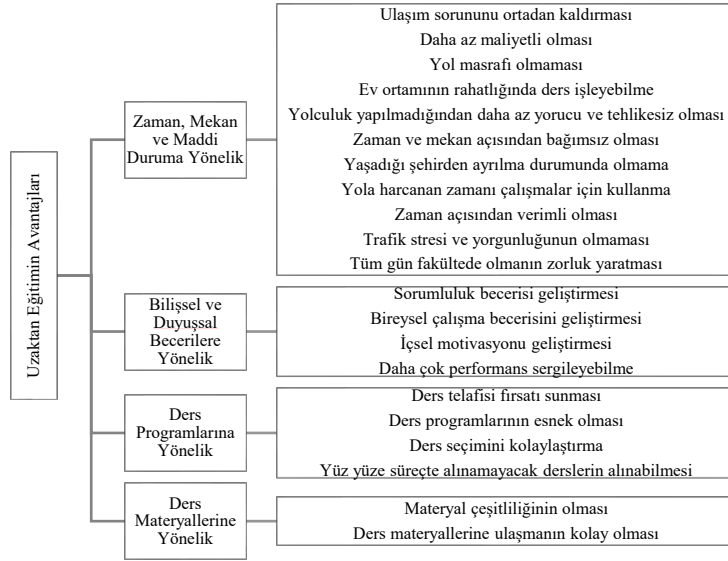 Uzaktan Eğitimin Avantajları
Zaman, Mekan
ve Maddi
Duruma Yönelik
Ulaşım sorununu ortadan kaldırması
Daha az maliyetli olması
Yol masrafı olmaması
Ev ortamının rahatlığında ders işleyebilme
Yolculuk yapılmadığından daha az yorucu ve tehlikesiz olması
Zaman ve mekan açısından bağımsız olması
Yaşadığı şehirden ayrılma durumunda olmama
Yola harcanan zamanı çalışmalar için kullanma
Zaman açısından verimli olması
Trafik stresi ve yorgunluğunun olmaması
Tüm gün fakültede olmanın zorluk yaratması
Bilişsel ve
Duyuşsal
Becerilere
Yönelik
Sorumluluk becerisi geliştirmesi
Bireysel çalışma becerisini geliştirmesi
İçsel motivasyonu geliştirmesi
Daha çok performans sergileyebilme
Ders
Programlarına
Yönelik
Ders telafisi fırsatı sunması
Ders programlarının esnek olması
Ders seçimini kolaylaştırma
Yüz yüze süreçte alınamayacak derslerin alınabilmesi
Ders
Materyallerine
Yönelik
Materyal çeşitliliğinin olması
Ders materyallerine ulaşmanın kolay olması